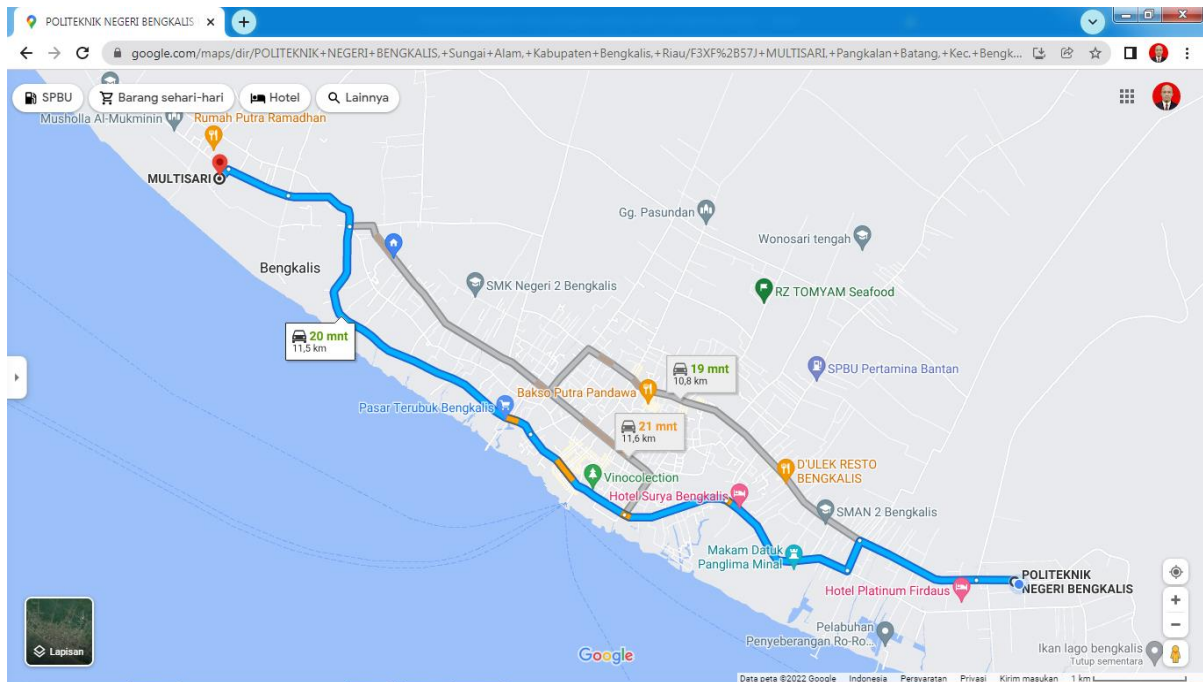 POLITEKNIK NEGERI BENGKALIS
google.com/maps/dir/POLITEKNIK+NEGERI+BENGKALIS,+Sungai+Alam,+Kabupaten+Bengkalis,+Riau/F3XF%2B57J+MULTISARI,+Pangkalan+Batang,+Kec.+Bengk...
SPBU
Barang sehari-hari
Hotel
Lainnya
Musholla Al-Mukminin
Rumah Putra Ramadhan
MULTISARI
Gg. Pasundan
Wonosari tengah
Bengkalis
SMK Negeri 2 Bengkalis
RZ TOMYAM Seafood
20 mnt
11,5 km
19 mnt
10,8 km
SPBU Pertamina Bantan
Bakso Putra Pandawa
Pasar Terubuk Bengkalis
21 mnt
11,6 km
D'ULEK RESTO
BENGKALIS
Vinocolection
Hotel Surya Bengkalis
SMAN 2 Bengkalis
Makam Datuk
Panglima Minal
POLITEKNIK
NEGERI BENGKALIS
Hotel Platinum Firdaus
Pelabuhan
Penyeberangan Ro-Ro...
Ikan lago bengkalis
Tutup sementara
Lapisan
Google
Data peta ©2022 Google
Indonesia
Persyaratan
Privasi
Kirim masukan
1 km